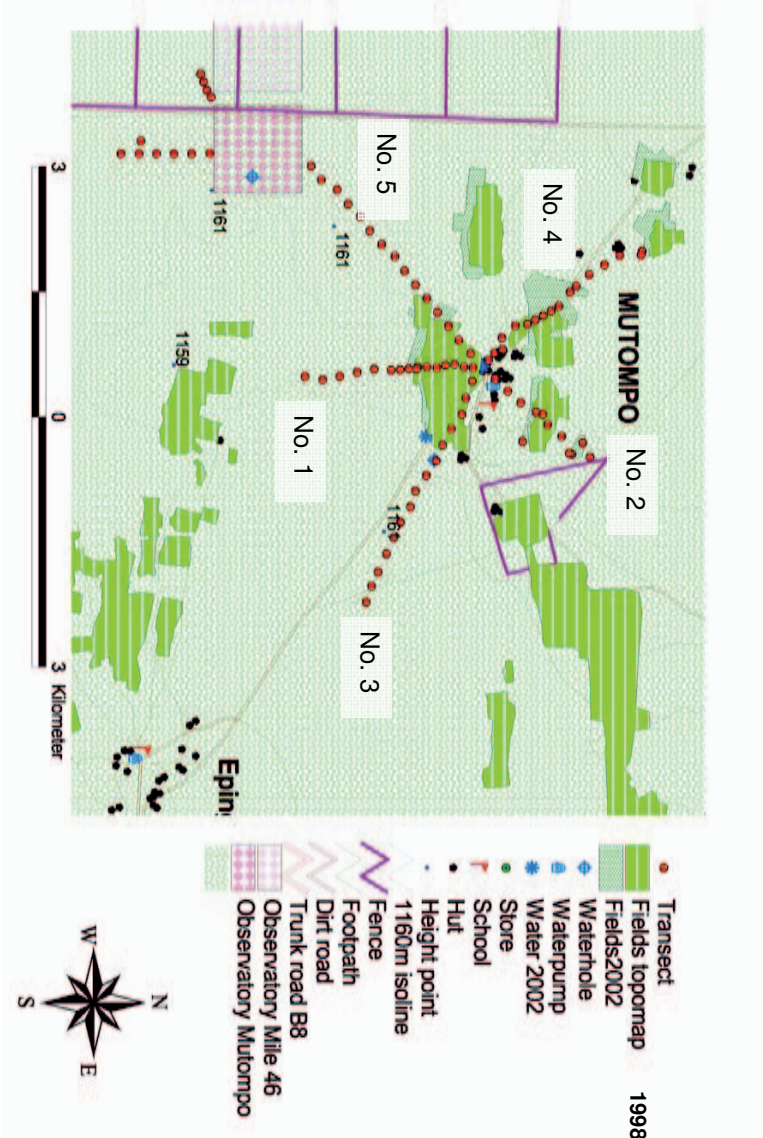 MUTOMPO
No. 2
No. 4
No. 5
No. 1
No. 3
1161
1161
1159
1161
Epin
3
0
3 Kilometer
1998
Transect
Fields topomap
Fields2002
Waterhole
Waterpump
Water 2002
Store
School
Hut
Height point
1160m isoline
Fence
Footpath
Dirt road
Trunk road B8
Observatory Mile 46
Observatory Mutompo
N
W
E
S